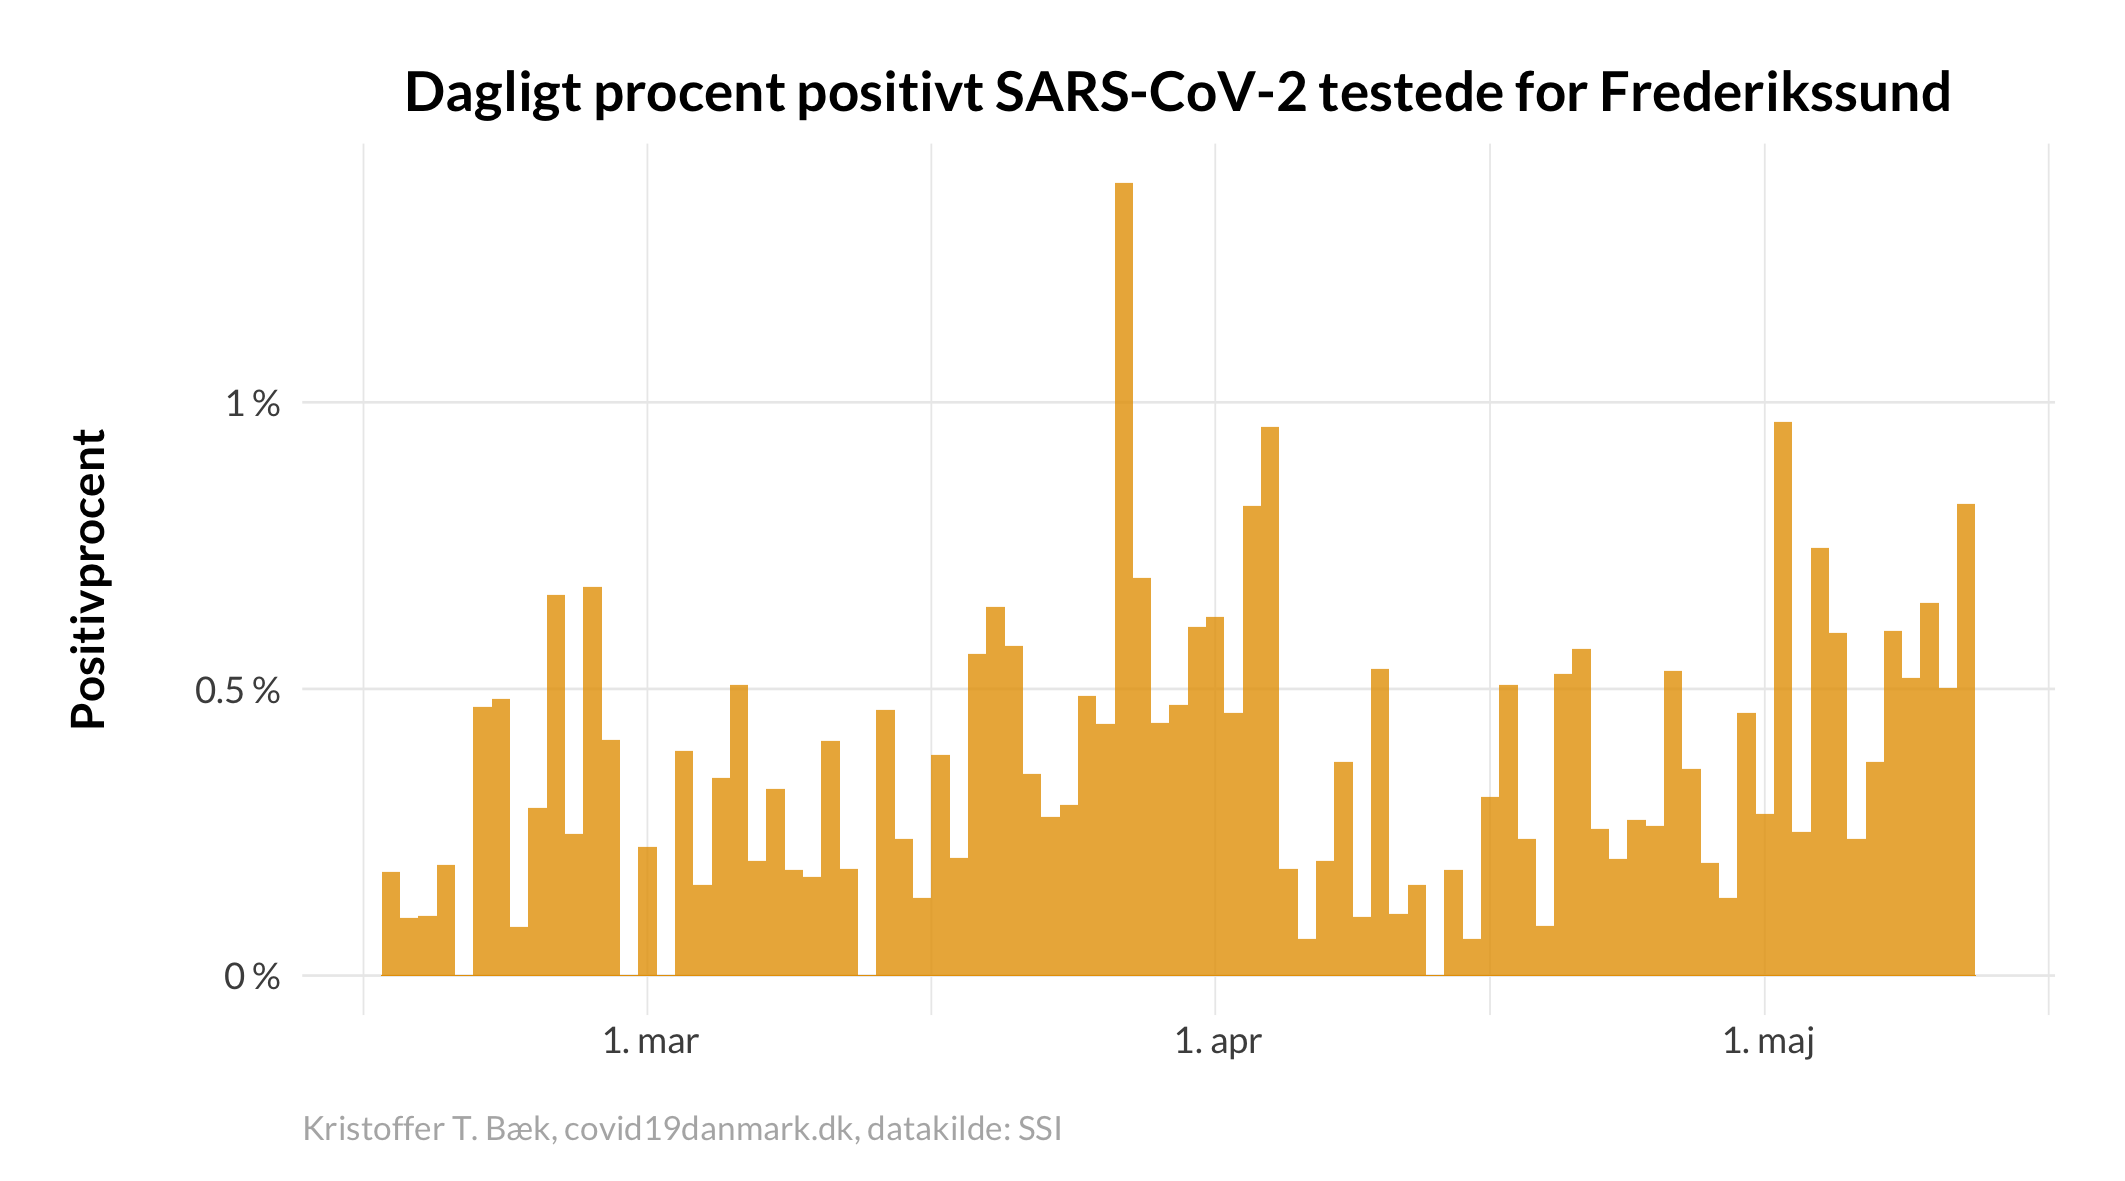 Dagligt procent positivt SARS-CoV-2 testede for Frederikssund
Positivprocent
1 %
0.5 %
0 %
1. mar
1. apr
1. maj
Kristoffer T. Bæk, covid19danmark.dk, datakilde: SSI